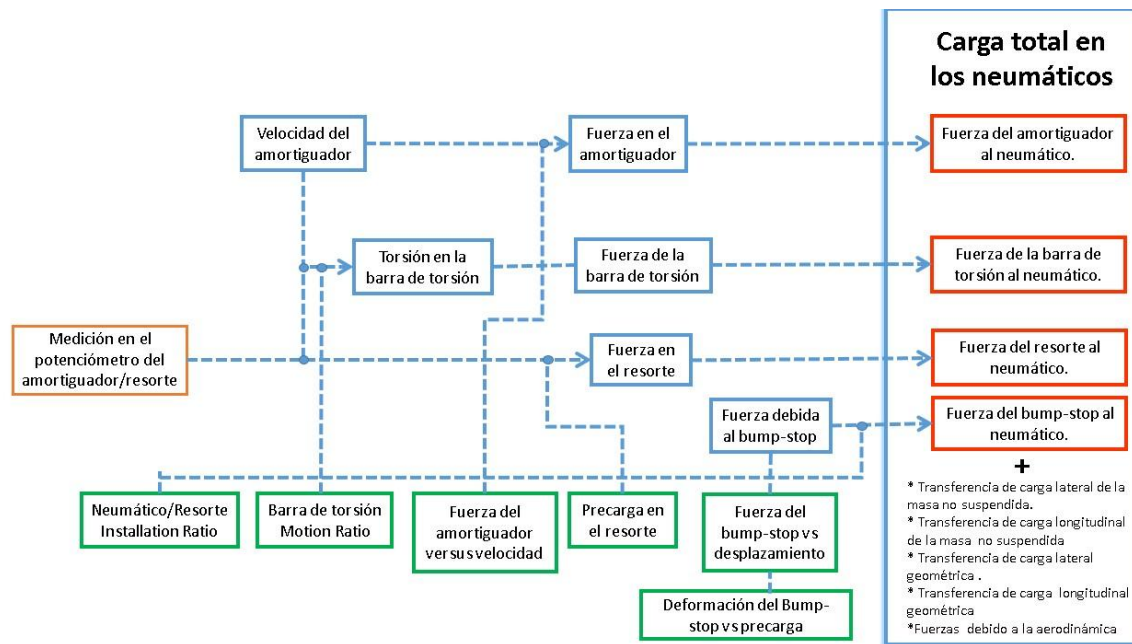 Carga total en
los neumáticos
Velocidad del
amortiguador
Fuerza en el
amortiguador
Fuerza del amortiguador
al neumático.
Torsión en la
barra de torsión
Fuerza de la
barra de torsión
Fuerza de la barra de
torsión al neumático.
Medición en el
potenciómetro del
amortiguador/resorte
Fuerza en
el resorte
Fuerza del resorte al
neumático.
Fuerza debida
al bump-stop
Fuerza del bump-stop al
neumático.
+
Neumático/Resorte
Installation Ratio
Barra de torsión
Motion Ratio
Fuerza del
amortiguador
versus velocidad
Precarga en
el resorte
Fuerza del
bump-stop vs
desplazamiento
Deformación del Bump-
stop vs precarga
* Transferencia de carga lateral de la
masa no suspendida.
* Transferencia de carga longitudinal
de la masa no suspendida
* Transferencia de carga lateral
geométrica .
* Transferencia de carga longitudinal
geométrica
*Fuerzas debido a la aerodinámica